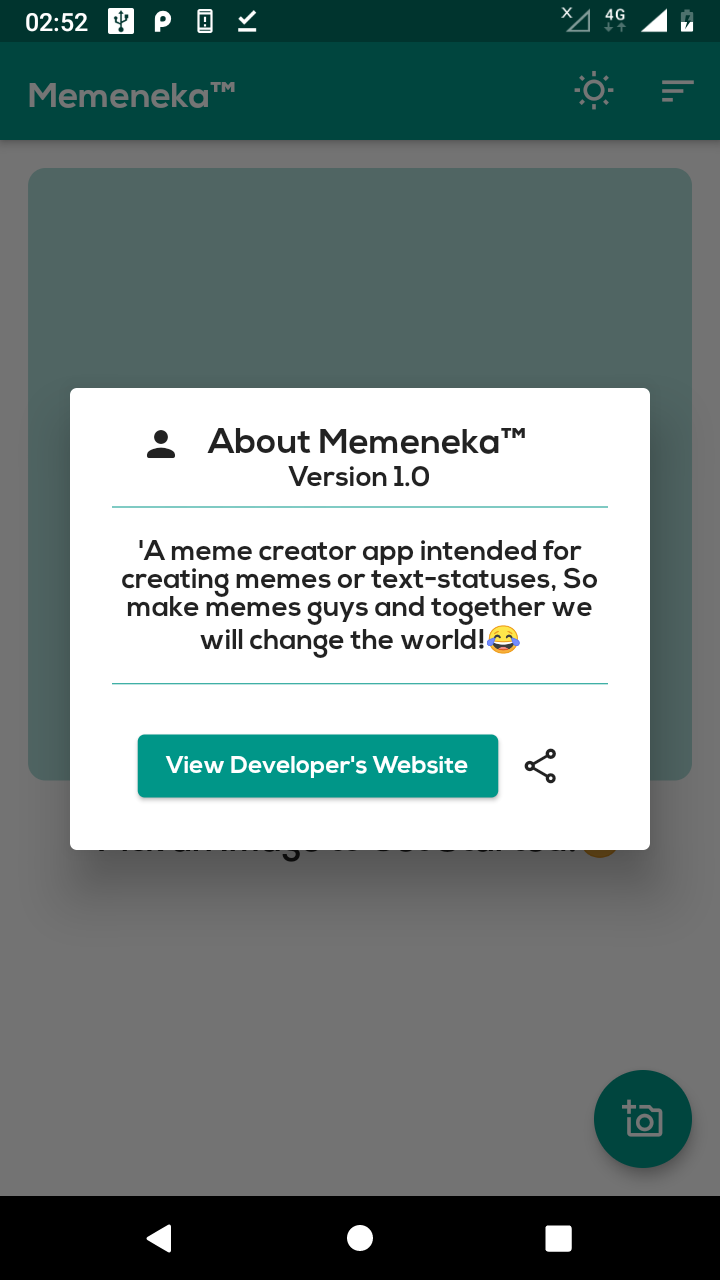 02:52
4G
Memeneka™
About Memeneka™
Version 1.0
'A meme creator app intended for
creating memes or text-statuses, So
make memes guys and together we
will change the world!😂
View Developer's Website